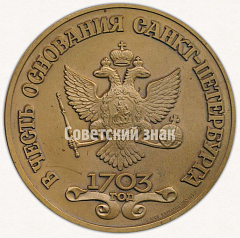 В ЧЕСТЬ ОСНОВАНИЯ САНКТ-ПЕТЕРБУРГА
Советский знак
1703
ГОД